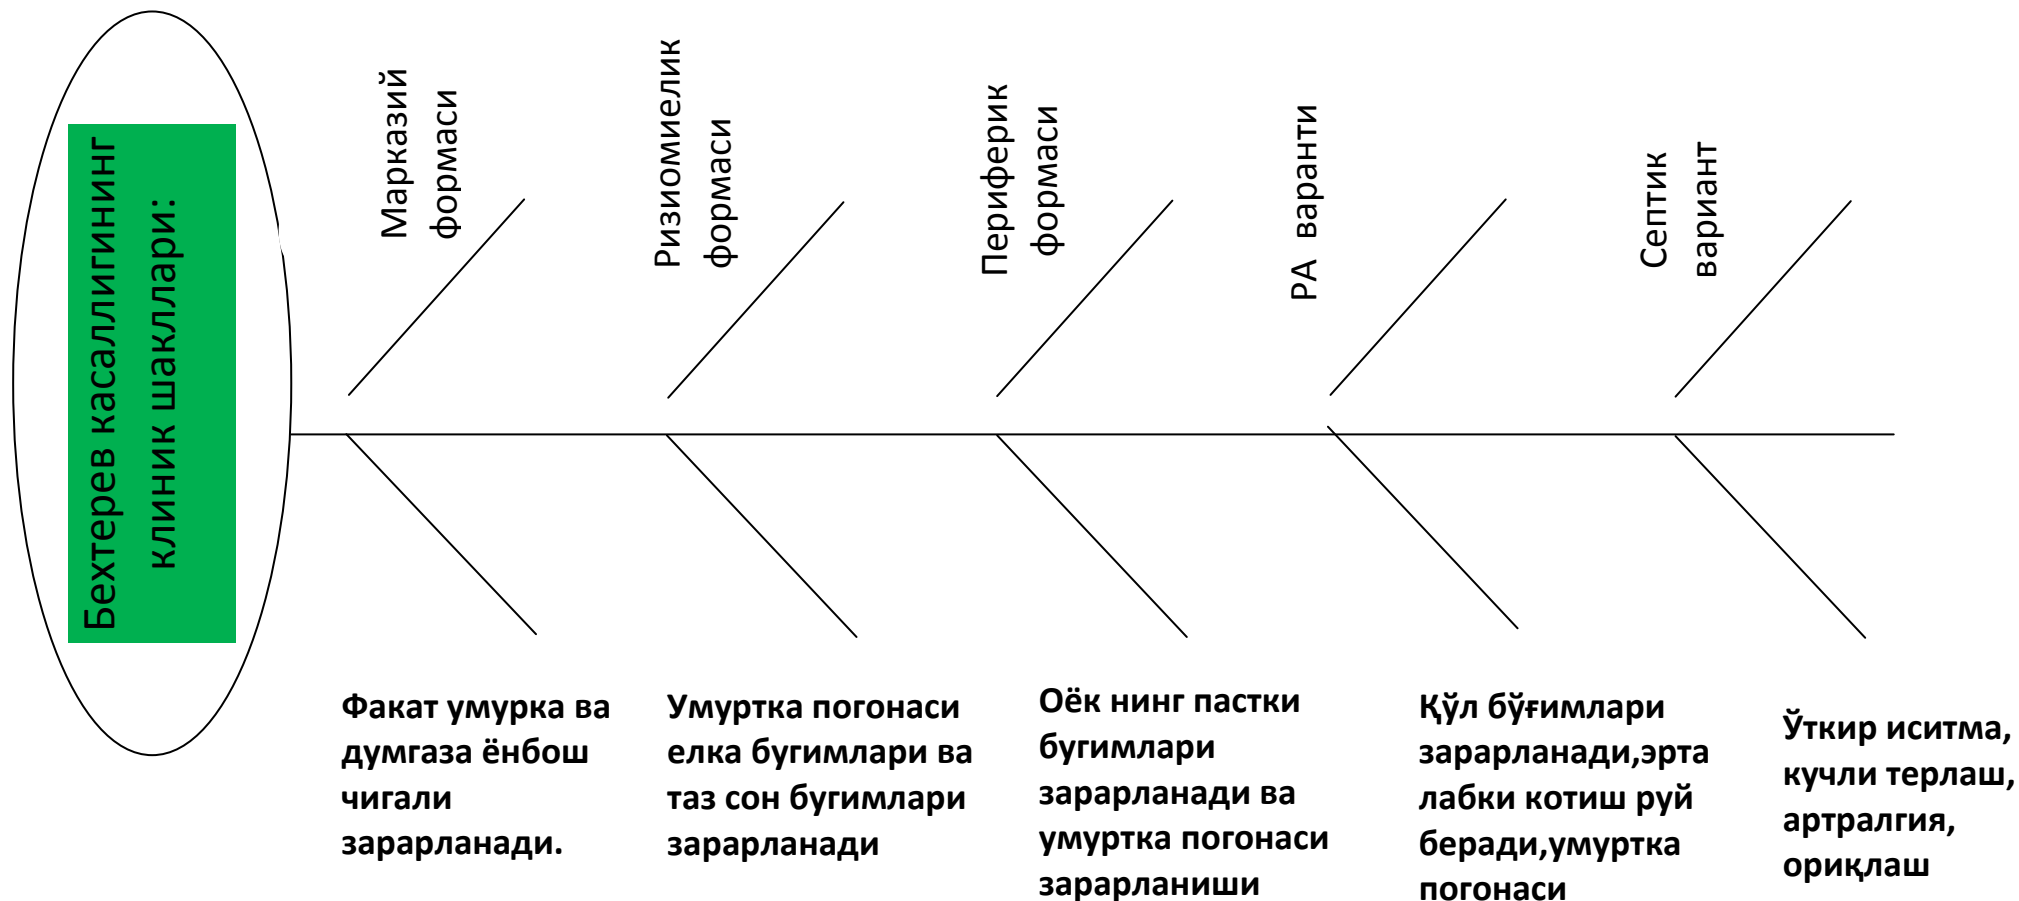 Бехтерев касаллигининг
клиник шакллари:
Марказий
формаси
Ризиомиелик
формаси
Периферик
формаси
РА варанти
Септик
вариант
Факат умурка ва
думгаза ёнбош
чигали
зарарланади.
Умуртка погонаси
елка бугимлари ва
таз сон бугимлари
зарарланади
Оёк нинг пастки
бугимлари
зарарланади ва
умуртка погонаси
зарарланиши
Қўл бўғимлари
зарарланади,эрта
лабки котиш руй
беради,умуртка
погонаси
Ўткир иситма,
кучли терлаш,
артралгия,
ориқлаш